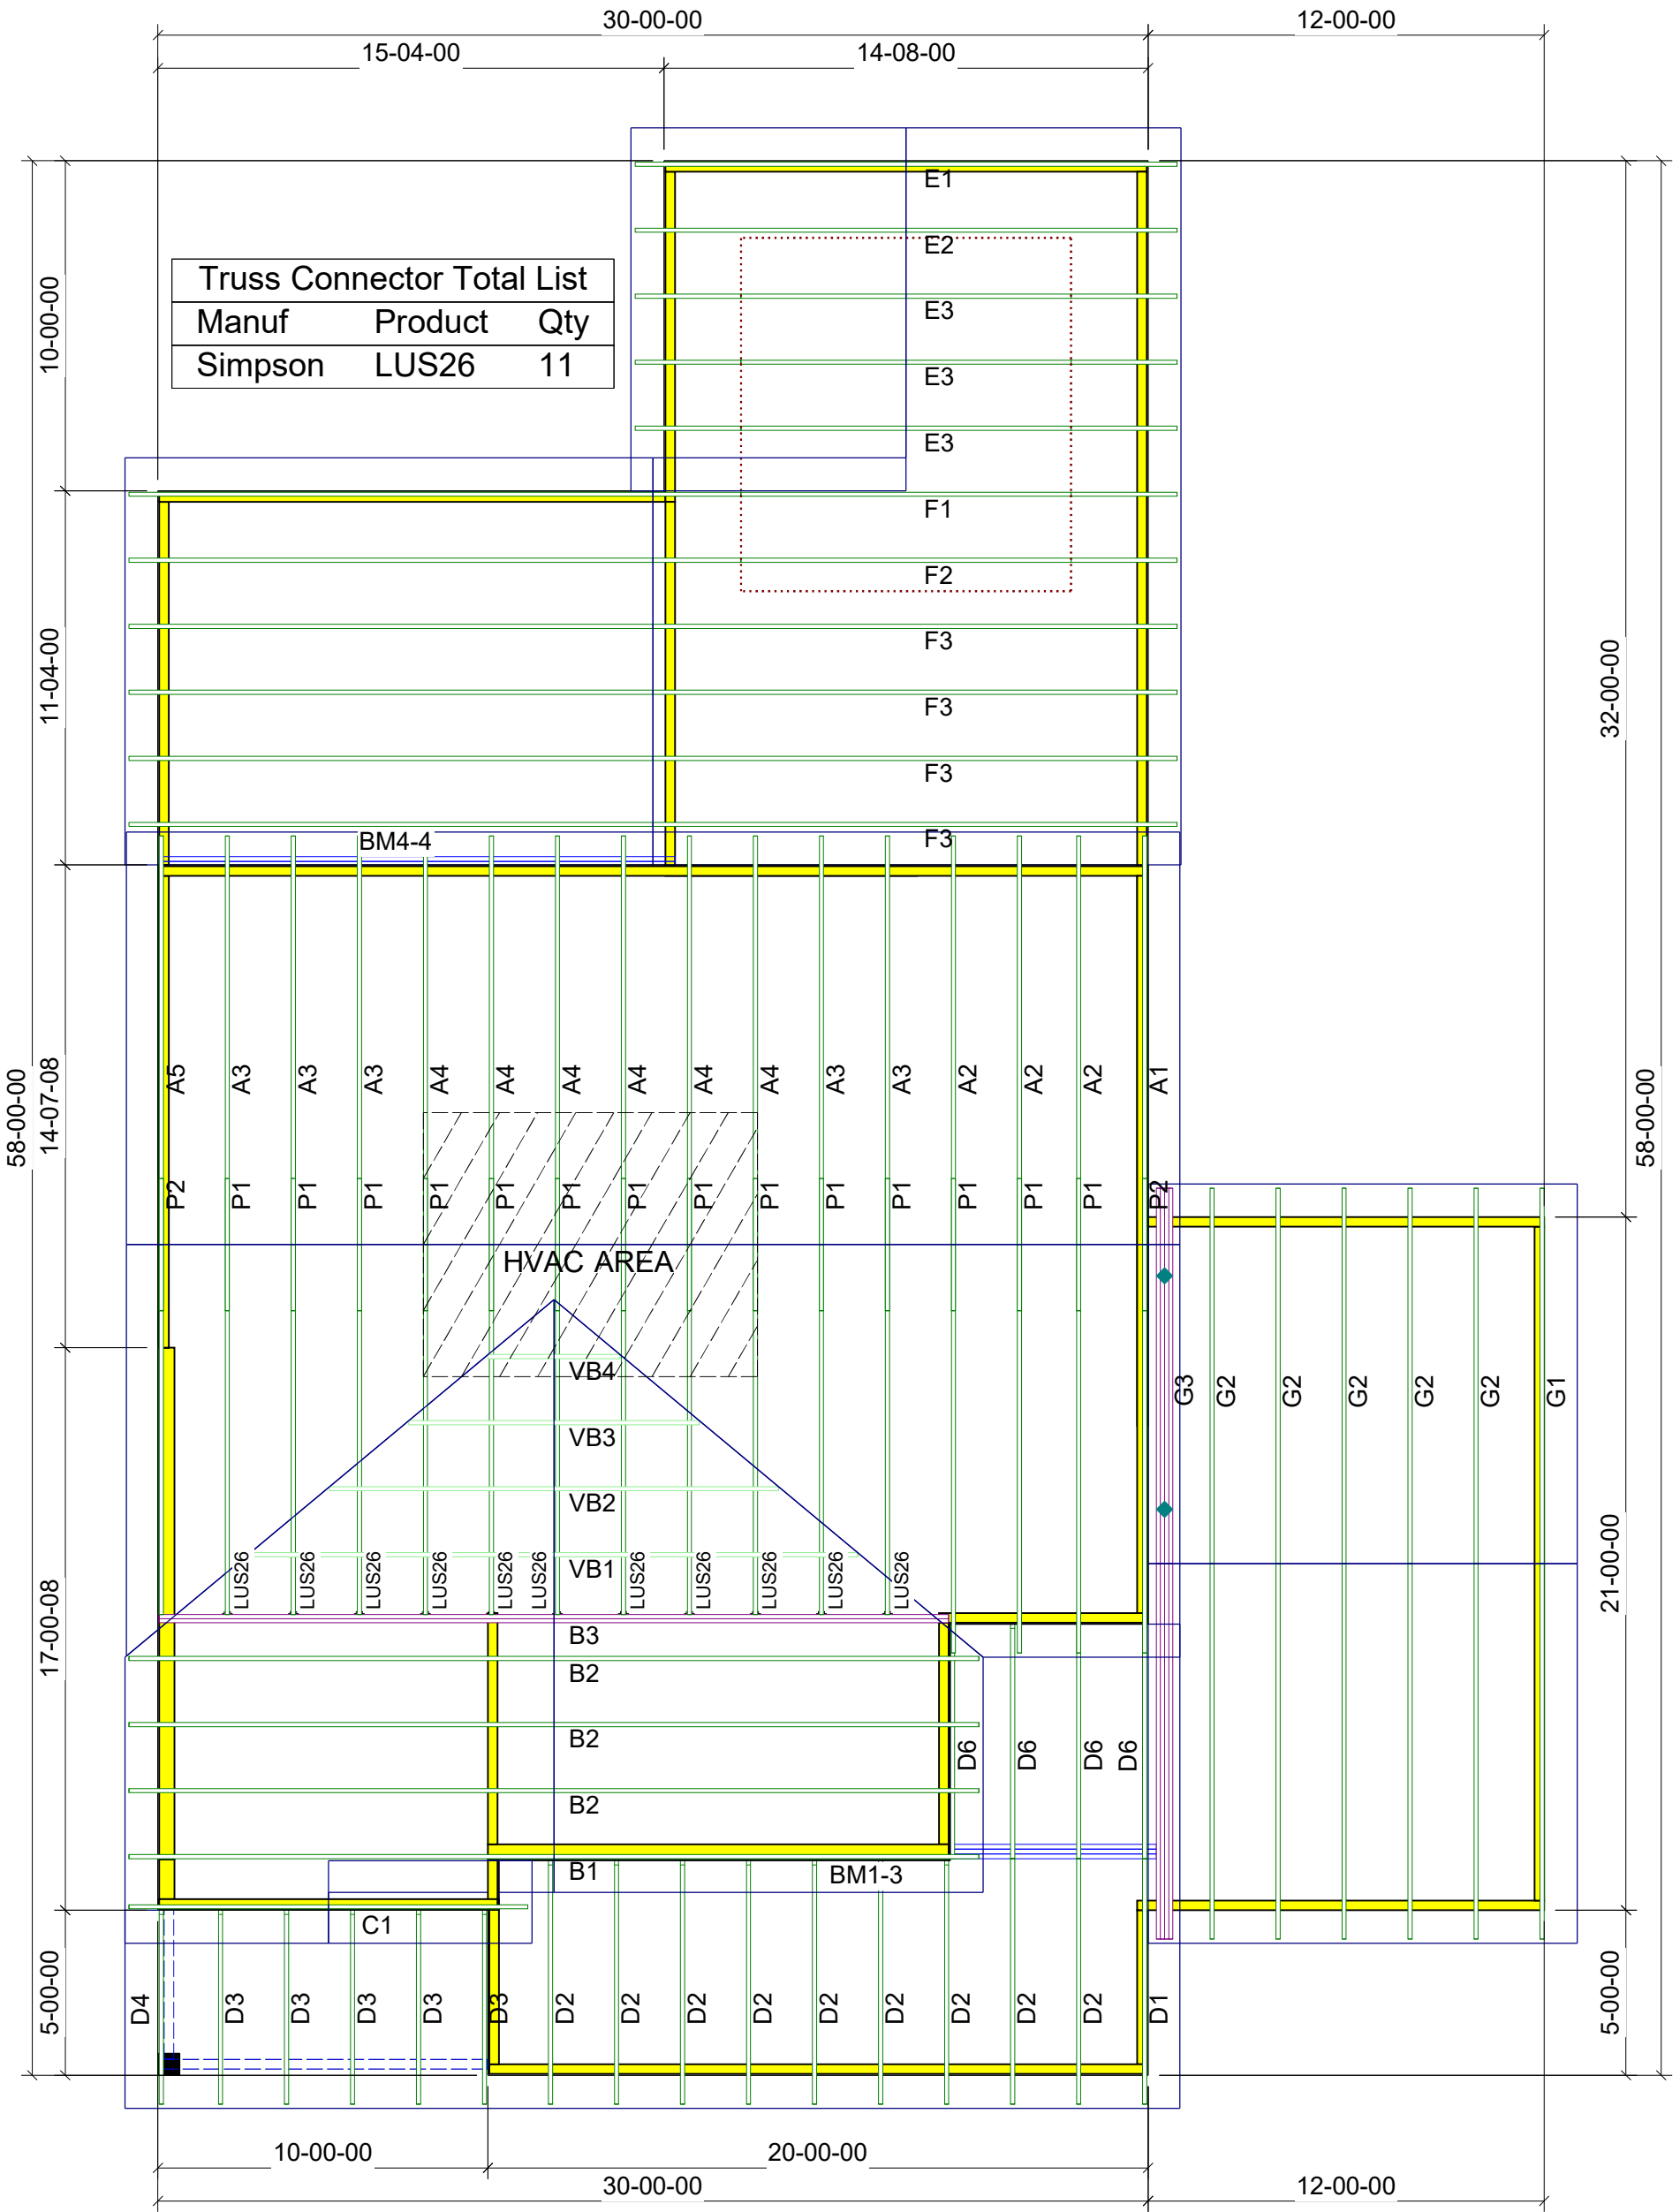 30-00-00
12-00-00
15-04-00
14-08-00
E1
E2
E3
E3
E3
F1
F2
F3
F3
F3
F3
Truss Connector Total List
Manuf Product Qty
Simpson LUS26 11
10-00-00
11-04-00
58-00-00
14-07-08
17-00-08
5-00-00
32-00-00
58-00-00
21-00-00
5-00-00
BM4-4
A5 A3 A3 A3 A4 A4 A4 A4 A4 A4 A3 A3 A2 A2 A2 A1
P2 P1 P1 P1 P1 P1 P1 P1 P1 P1 P1 P1 P1 P1 P1 P2
HVAC AREA
VB4
VB3
VB2
VB1
G3 G2 G2 G2 G2 G2 G1
LUS26 LUS26 LUS26 LUS26 LUS26 LUS26 LUS26 LUS26 LUS26 LUS26 LUS26
B3
B2
B2
B2
B1
D6 D6 D6 D6
BM1-3
C1
D4 D3 D3 D3 D3 D3 D2 D2 D2 D2 D2 D2 D2 D2 D2 D1
10-00-00
20-00-00
30-00-00
12-00-00